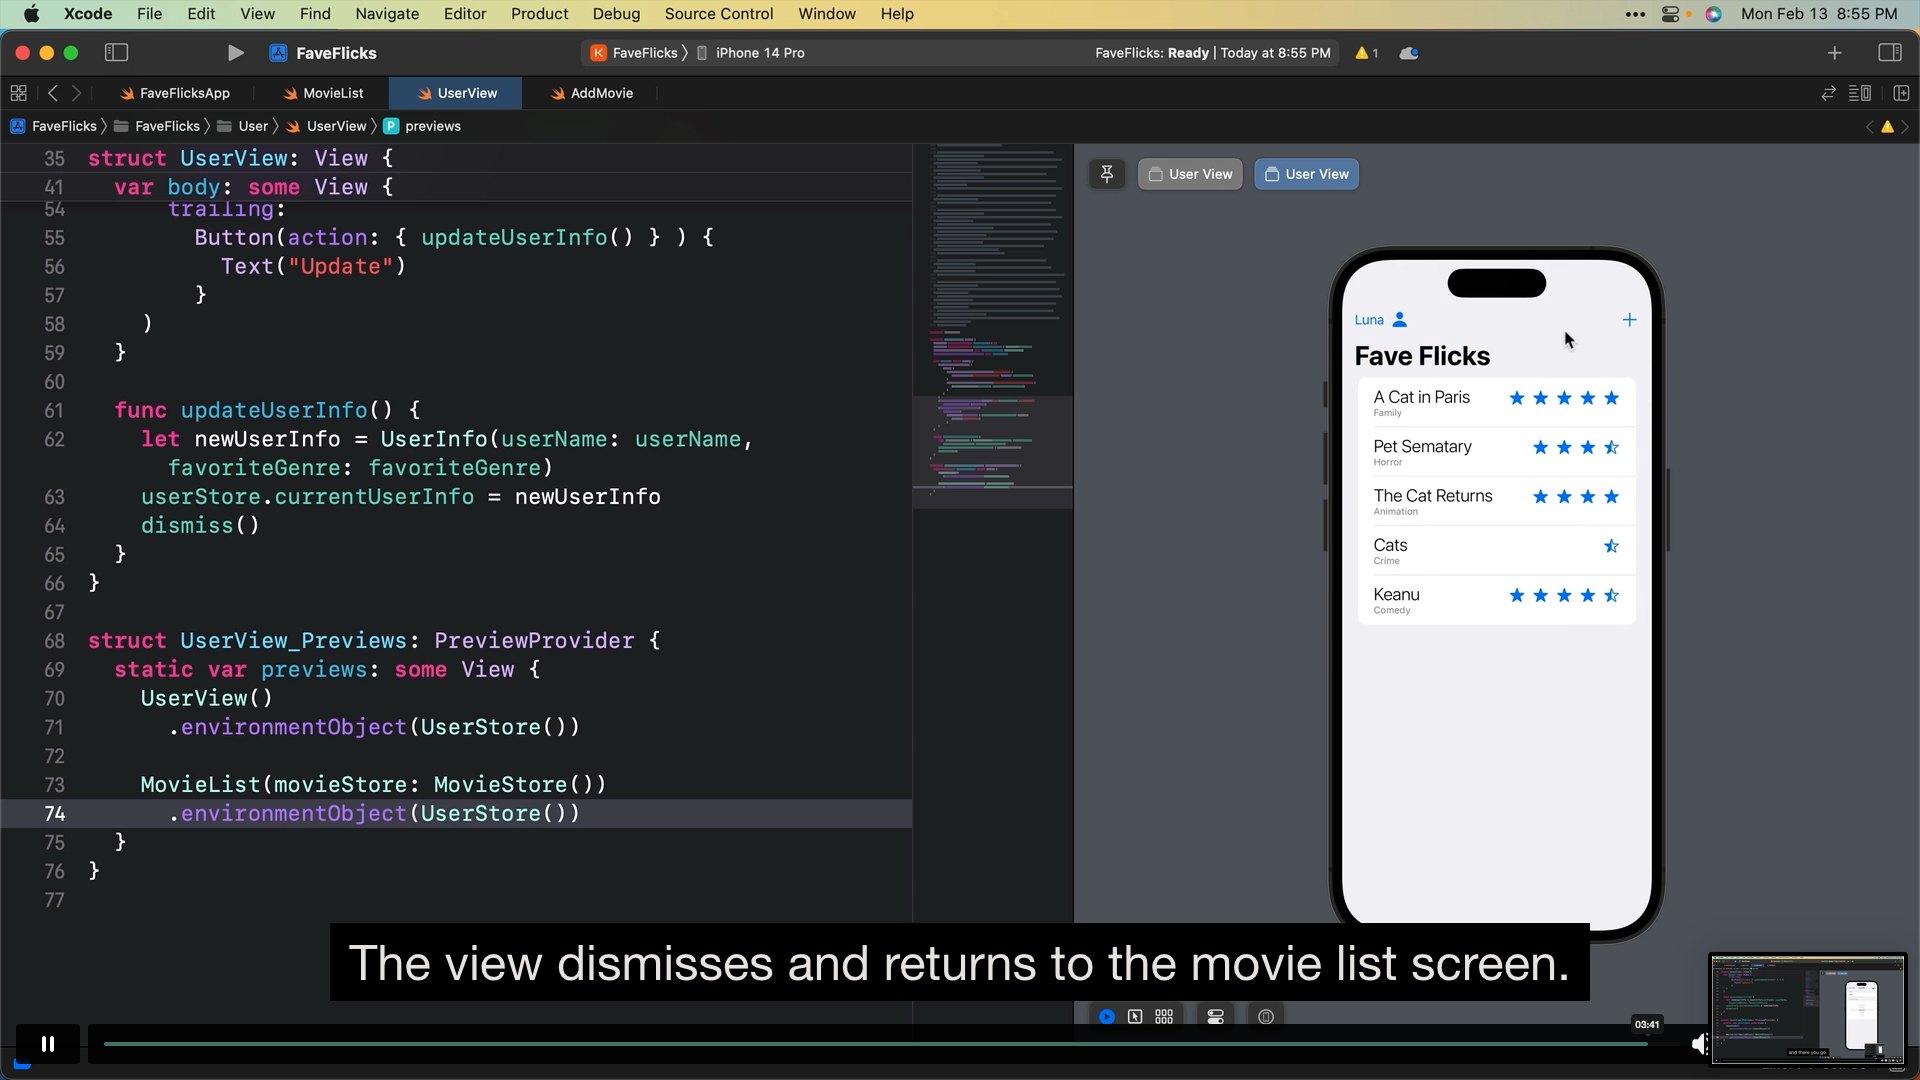 Xcode File Edit View Find Navigate Editor Product Debug Source Control Window Help Mon Feb 13 8:55 PM
FaveFlicks FaveFlicks iPhone 14 Pro FaveFlicks: Ready | Today at 8:55 PM 1
FaveFlicksApp MovieList UserView AddMovie
FaveFlicks FaveFlicks User UserView P previews
35 struct UserView: View {
41 var body: some View {
54 trailing:
55 Button(action: { updateUserInfo() } ) {
56 Text("Update")
57 }
58 )
59 }
60
61 func updateUserInfo() {
62 let newUserInfo = UserInfo(userName: userName,
favoriteGenre: favoriteGenre)
63 userStore.currentUserInfo = newUserInfo
64 dismiss()
65 }
66 }
67
68 struct UserView_Previews: PreviewProvider {
69 static var previews: some View {
70 UserView()
71 .environmentObject(UserStore())
72
73 MovieList(movieStore: MovieStore())
74 .environmentObject(UserStore())
75 }
76 }
77
User View User View
Luna
Fave Flicks
A Cat in Paris
Family
Pet Sematary
Horror
The Cat Returns
Animation
Cats
Crime
Keanu
Comedy
The view dismisses and returns to the movie list screen.
03:41
and there you go.